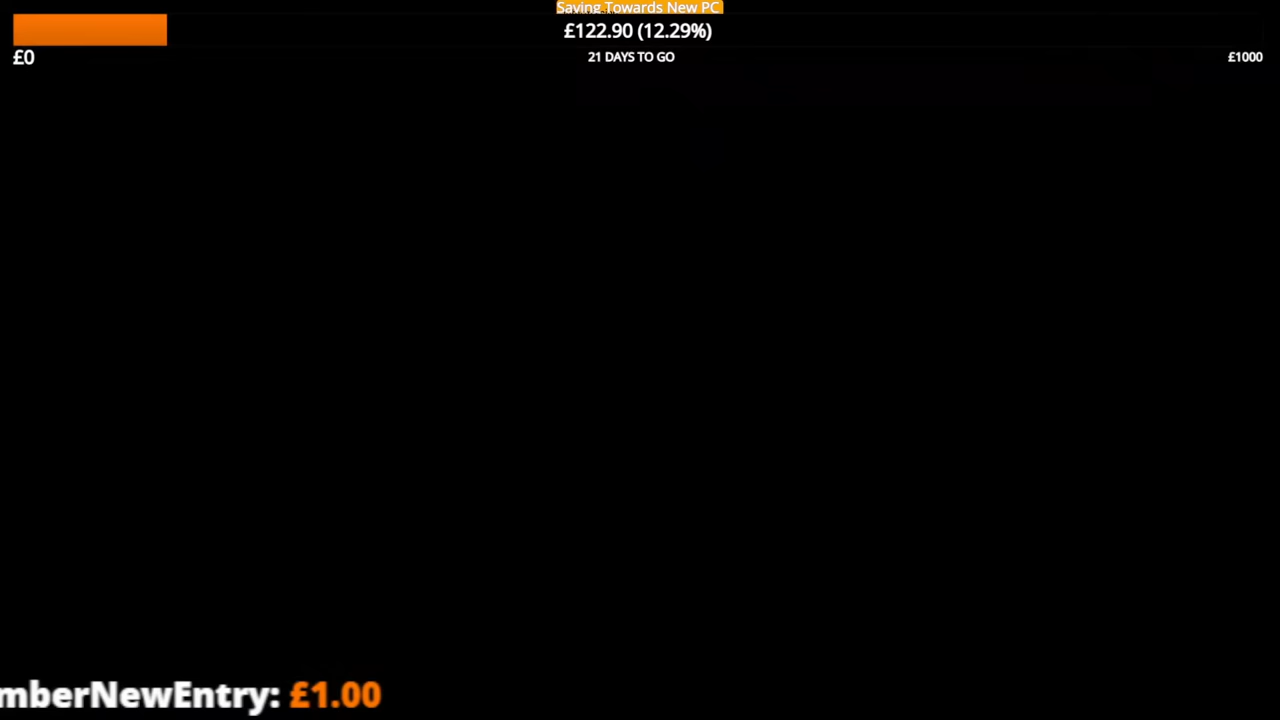 Saving Towards New PC
£122.90 (12.29%)
£0
21 DAYS TO GO
£1000
mberNewEntry: £1.00